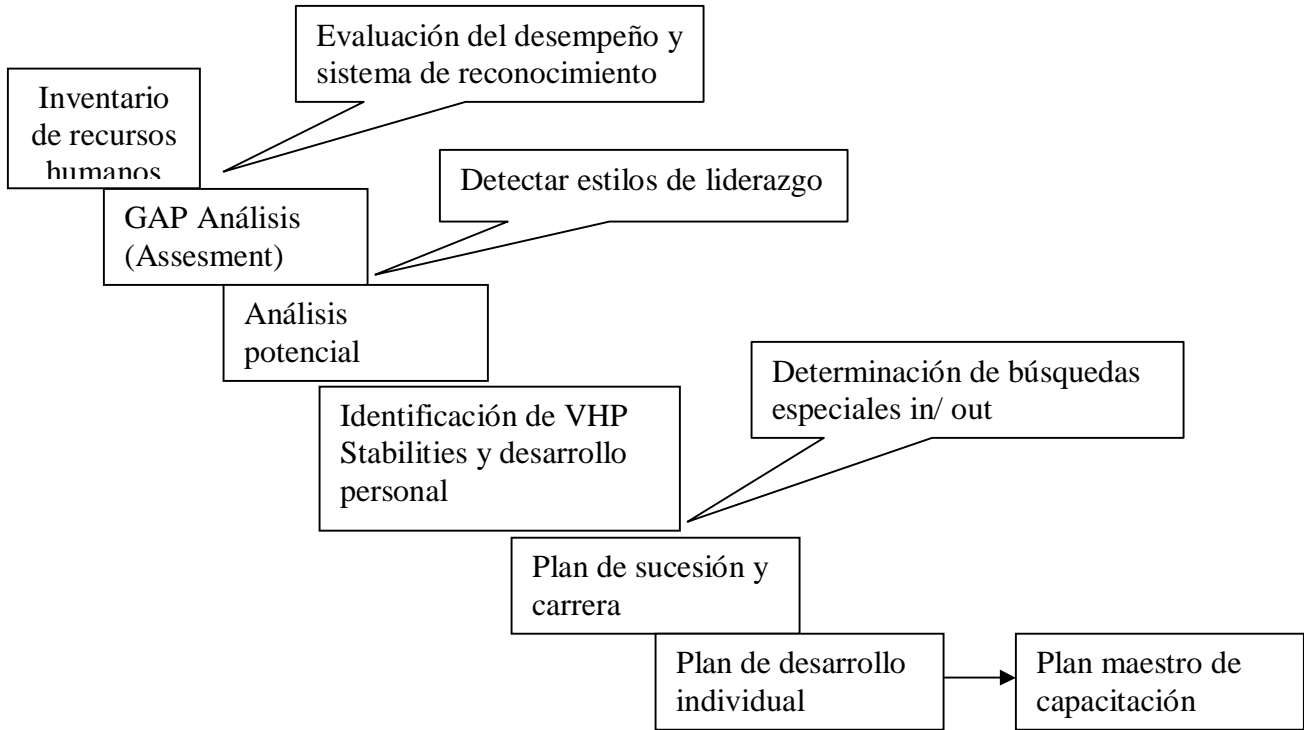 Evaluación del desempeño y
sistema de reconocimiento
Inventario
de recursos
humanos
Detectar estilos de liderazgo
GAP Análisis
(Assesment)
Análisis
potencial
Determinación de búsquedas
especiales in/ out
Identificación de VHP
Stabilities y desarrollo
personal
Plan de sucesión y
carrera
Plan de desarrollo
individual
Plan maestro de
capacitación